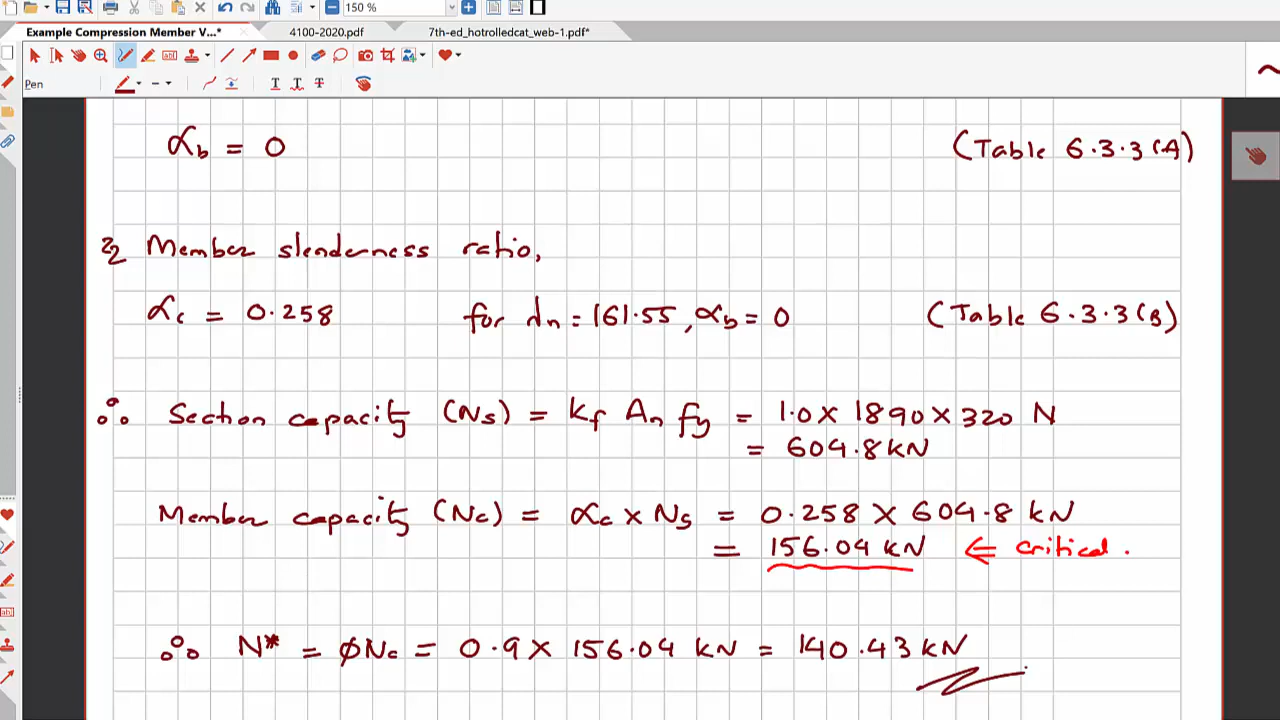 150 %
Example Compression Member V...* 4100-2020.pdf 7th-ed_hotrolledcat_web-1.pdf*
Pen
αb = 0 (Table 6.3.3(A)
2) Member slenderness ratio,
αc = 0.258 for λn = 161.55, αb = 0 (Table 6.3.3(B)
∴ Section capacity (Ns) = kf An fy = 1.0 x 1890 x 320 N
= 604.8 kN
Member capacity (Nc) = αc x Ns = 0.258 x 604.8 kN
= 156.04 kN ⇐ critical.
∴ N* = ϕNc = 0.9 x 156.04 kN = 140.43 kN